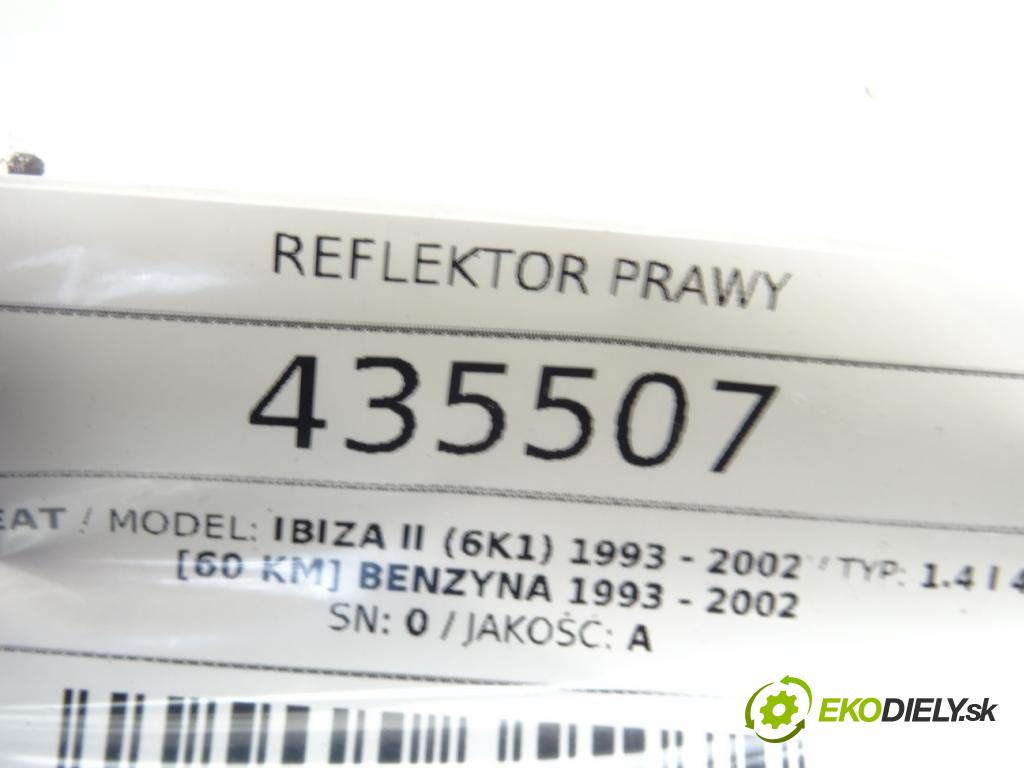 REFLEKTOR PRAWY
435507
EAT / MODEL: IBIZA II (6K1) 1993 - 2002 / TYP: 1.4 I 4
[60 KM] BENZYNA 1993 - 2002
SN: 0 / JAKOŚĆ: A
EKODIELY.sk